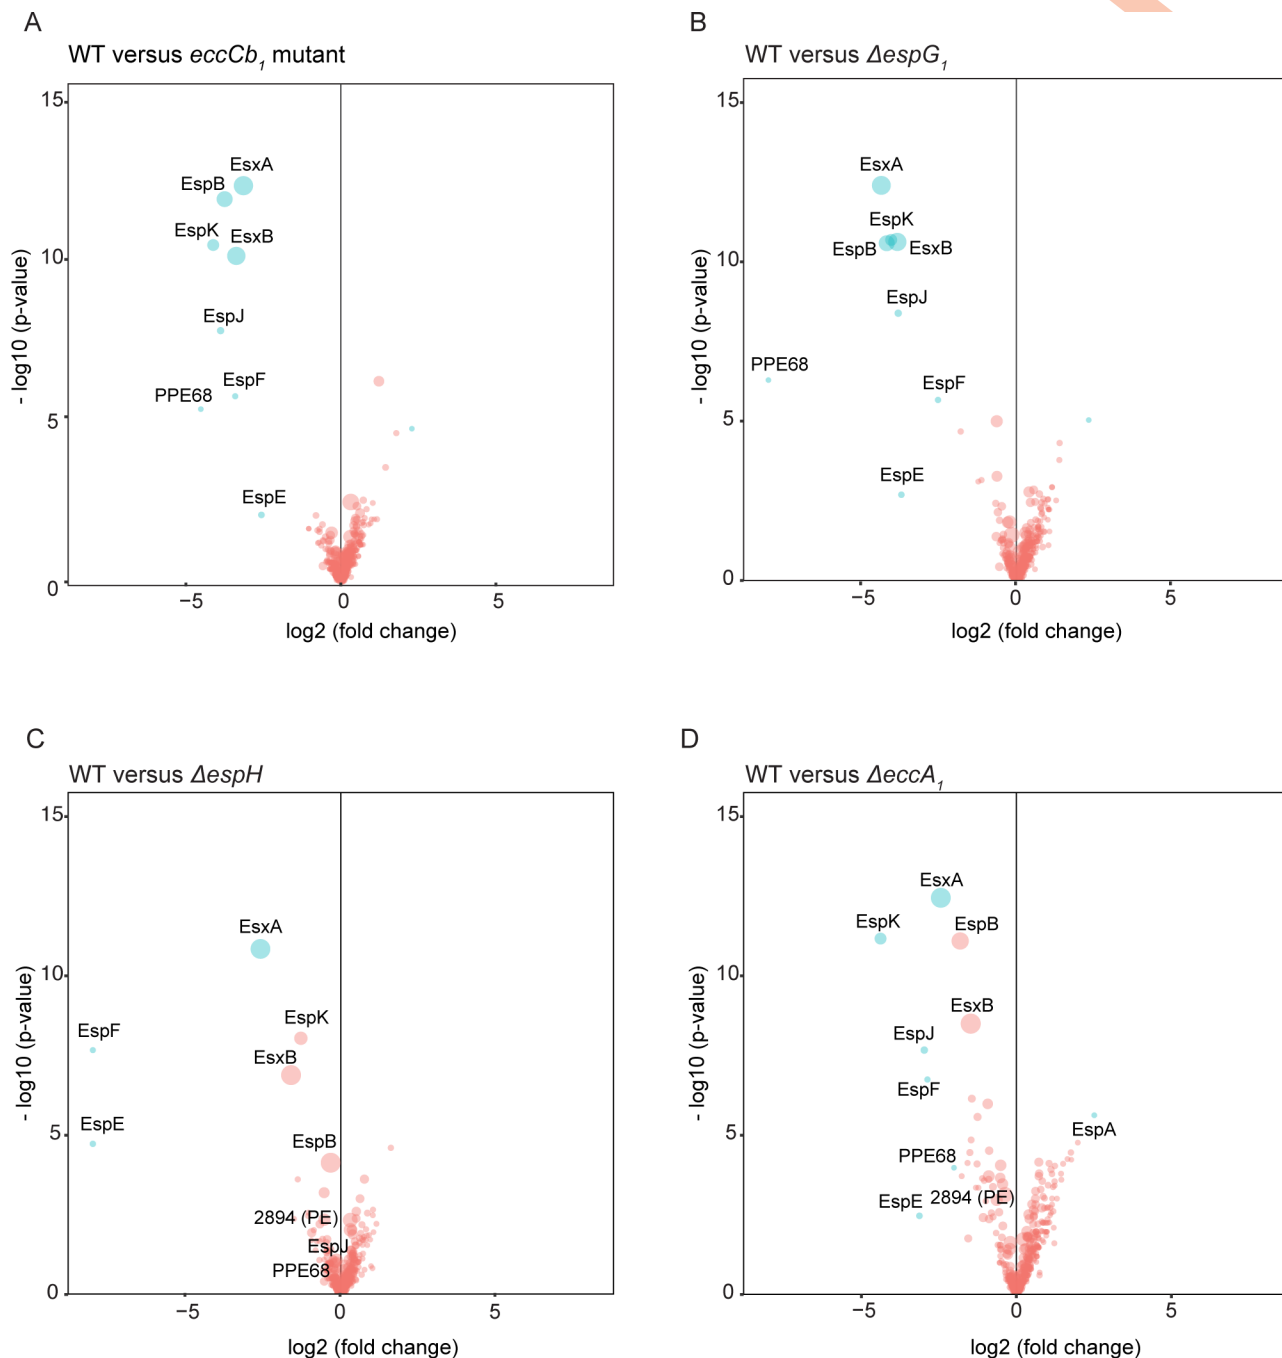 A
WT versus eccCb₁ mutant
15
10
5
0
−5
0
5
- log10 (p-value)
log2 (fold change)
EsxA
EspB
EspK
EsxB
EspJ
EspF
PPE68
EspE
B
WT versus ΔespG₁
15
10
5
0
−5
0
5
- log10 (p-value)
log2 (fold change)
EsxA
EspK
EspB
EsxB
EspJ
PPE68
EspF
EspE
C
WT versus ΔespH
15
10
5
0
−5
0
5
- log10 (p-value)
log2 (fold change)
EsxA
EspK
EspF
EsxB
EspE
EspB
2894 (PE)
EspJ
PPE68
D
WT versus ΔeccA₁
15
10
5
0
−5
0
5
- log10 (p-value)
log2 (fold change)
EsxA
EspK
EspB
EsxB
EspJ
EspF
EspA
PPE68
2894 (PE)
EspE